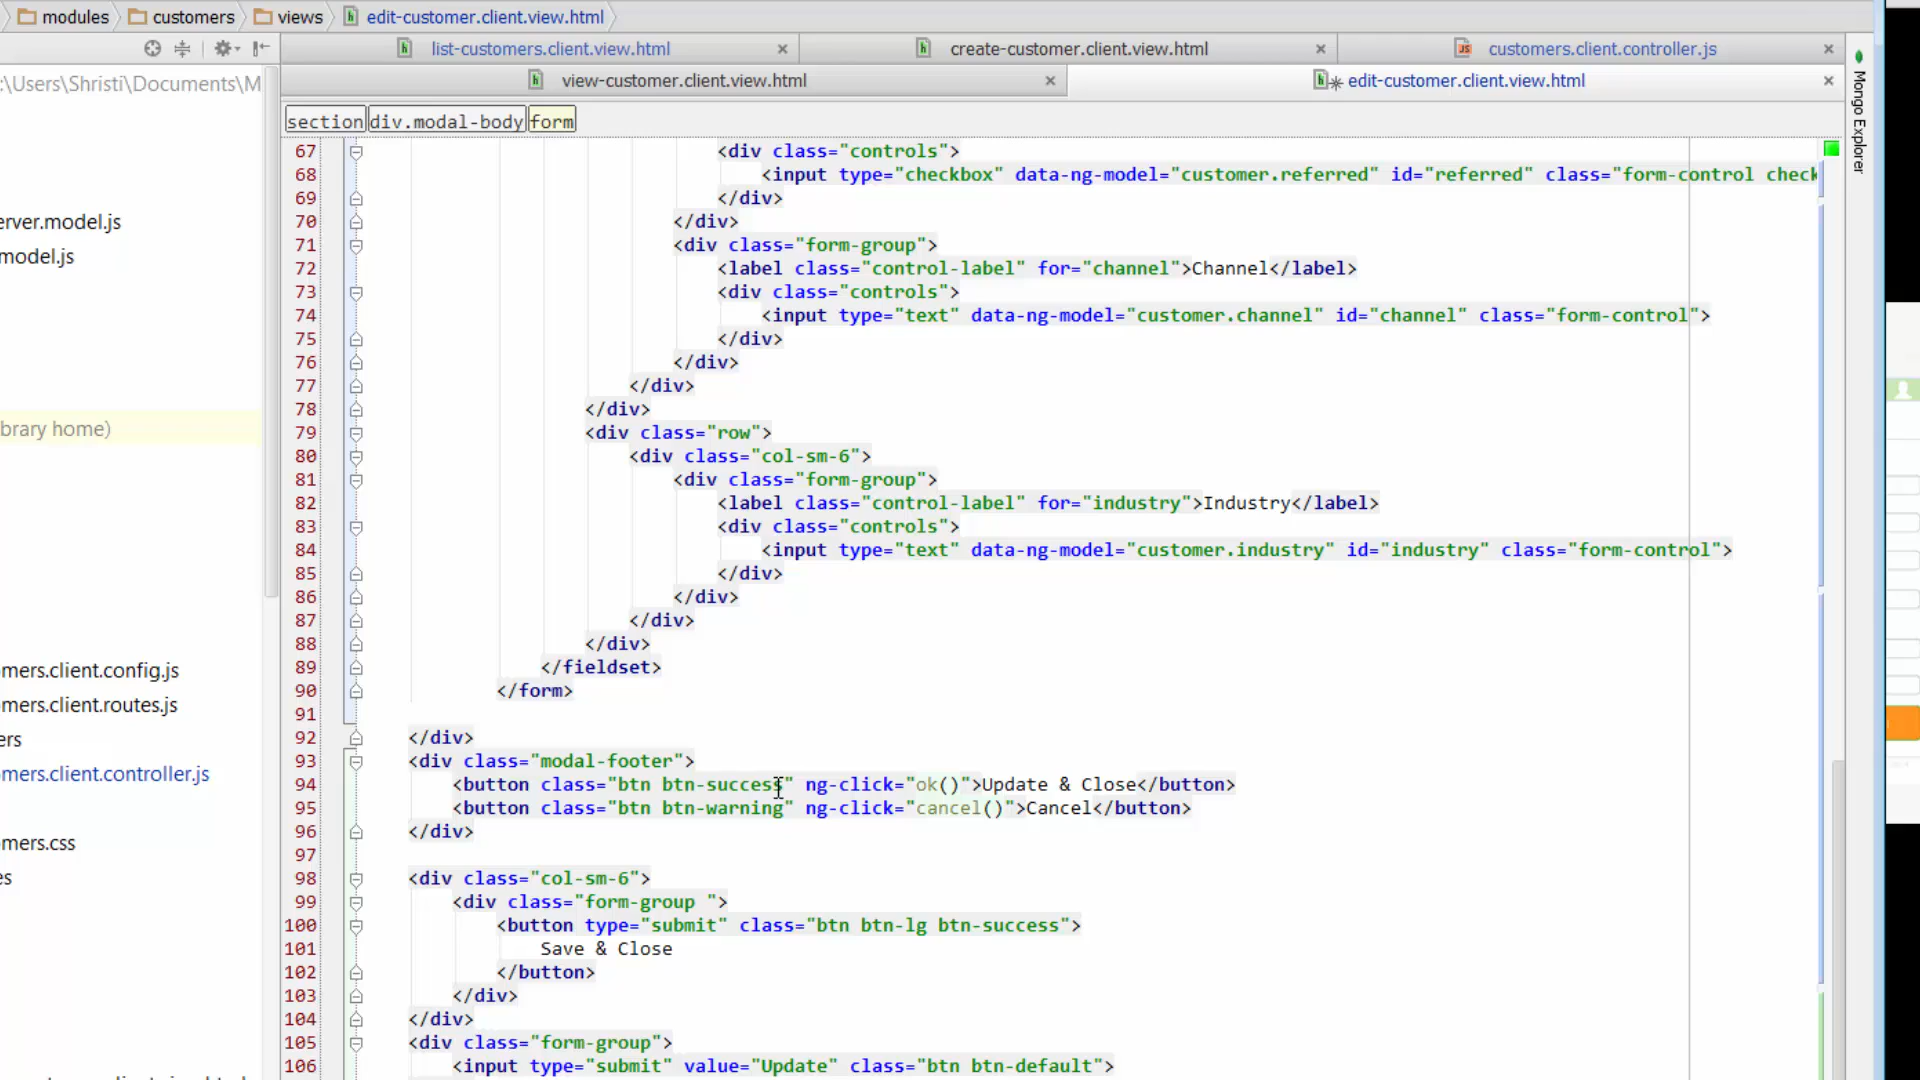 modules customers views edit-customer.client.view.html
list-customers.client.view.html create-customer.client.view.html customers.client.controller.js
view-customer.client.view.html edit-customer.client.view.html
Mongo Explorer
:\Users\Shristi\Documents\M
erver.model.js
model.js
brary home)
mers.client.config.js
mers.client.routes.js
ers
mers.client.controller.js
mers.css
es
section div.modal-body form
67 <div class="controls">
68 <input type="checkbox" data-ng-model="customer.referred" id="referred" class="form-control check
69 </div>
70 </div>
71 <div class="form-group">
72 <label class="control-label" for="channel">Channel</label>
73 <div class="controls">
74 <input type="text" data-ng-model="customer.channel" id="channel" class="form-control">
75 </div>
76 </div>
77 </div>
78 </div>
79 <div class="row">
80 <div class="col-sm-6">
81 <div class="form-group">
82 <label class="control-label" for="industry">Industry</label>
83 <div class="controls">
84 <input type="text" data-ng-model="customer.industry" id="industry" class="form-control">
85 </div>
86 </div>
87 </div>
88 </div>
89 </fieldset>
90 </form>
91
92 </div>
93 <div class="modal-footer">
94 <button class="btn btn-success" ng-click="ok()">Update & Close</button>
95 <button class="btn btn-warning" ng-click="cancel()">Cancel</button>
96 </div>
97
98 <div class="col-sm-6">
99 <div class="form-group ">
100 <button type="submit" class="btn btn-lg btn-success">
101 Save & Close
102 </button>
103 </div>
104 </div>
105 <div class="form-group">
106 <input type="submit" value="Update" class="btn btn-default">